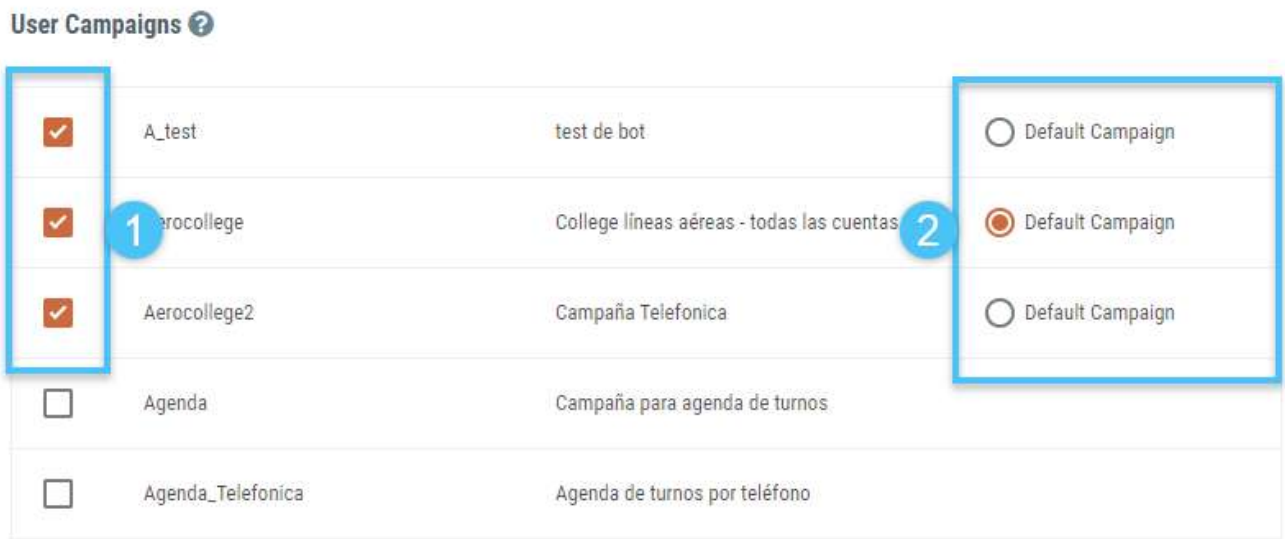 User Campaigns ?
A_test test de bot Default Campaign
1 erocollege College líneas aéreas - todas las cuentas 2 Default Campaign
Aerocollege2 Campaña Telefonica Default Campaign
Agenda Campaña para agenda de turnos
Agenda_Telefonica Agenda de turnos por teléfono